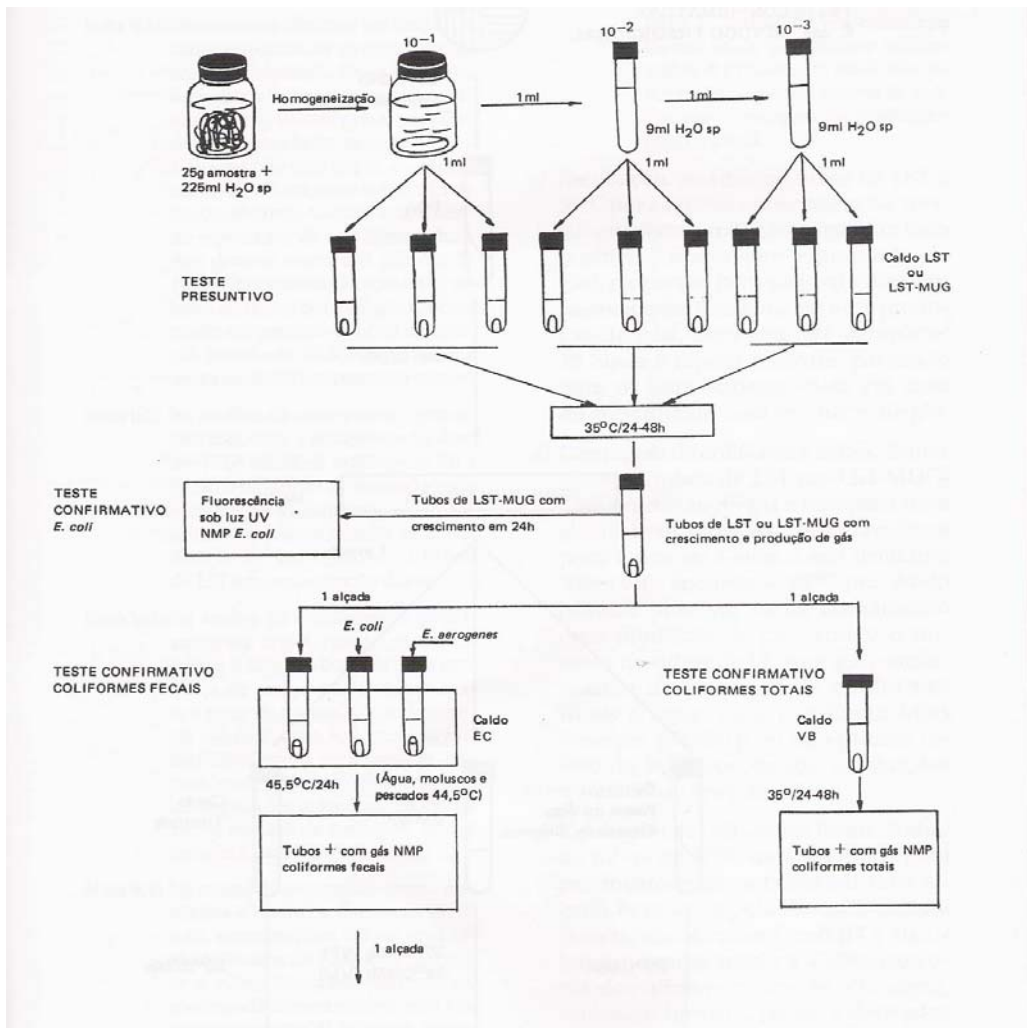 10⁻¹
10⁻²
10⁻³
Homogeneização
1ml
1ml
25g amostra +
225ml H₂O sp
9ml H₂O sp
9ml H₂O sp
1ml
1ml
1ml
TESTE
PRESUNTIVO
Caldo LST
ou
LST-MUG
35°C/24-48h
TESTE
CONFIRMATIVO
E. coli
Fluorescência
sob luz UV
NMP E. coli
Tubos de LST-MUG com
crescimento em 24h
Tubos de LST ou LST-MUG com
crescimento e produção de gás
1 alçada
1 alçada
E. coli
E. aerogenes
TESTE CONFIRMATIVO
COLIFORMES FECAIS
Caldo
EC
45,5°C/24h
(Água, moluscos e
pescados 44,5°C)
Tubos + com gás NMP
coliformes fecais
1 alçada
TESTE CONFIRMATIVO
COLIFORMES TOTAIS
Caldo
VB
35°/24-48h
Tubos + com gás NMP
coliformes totais